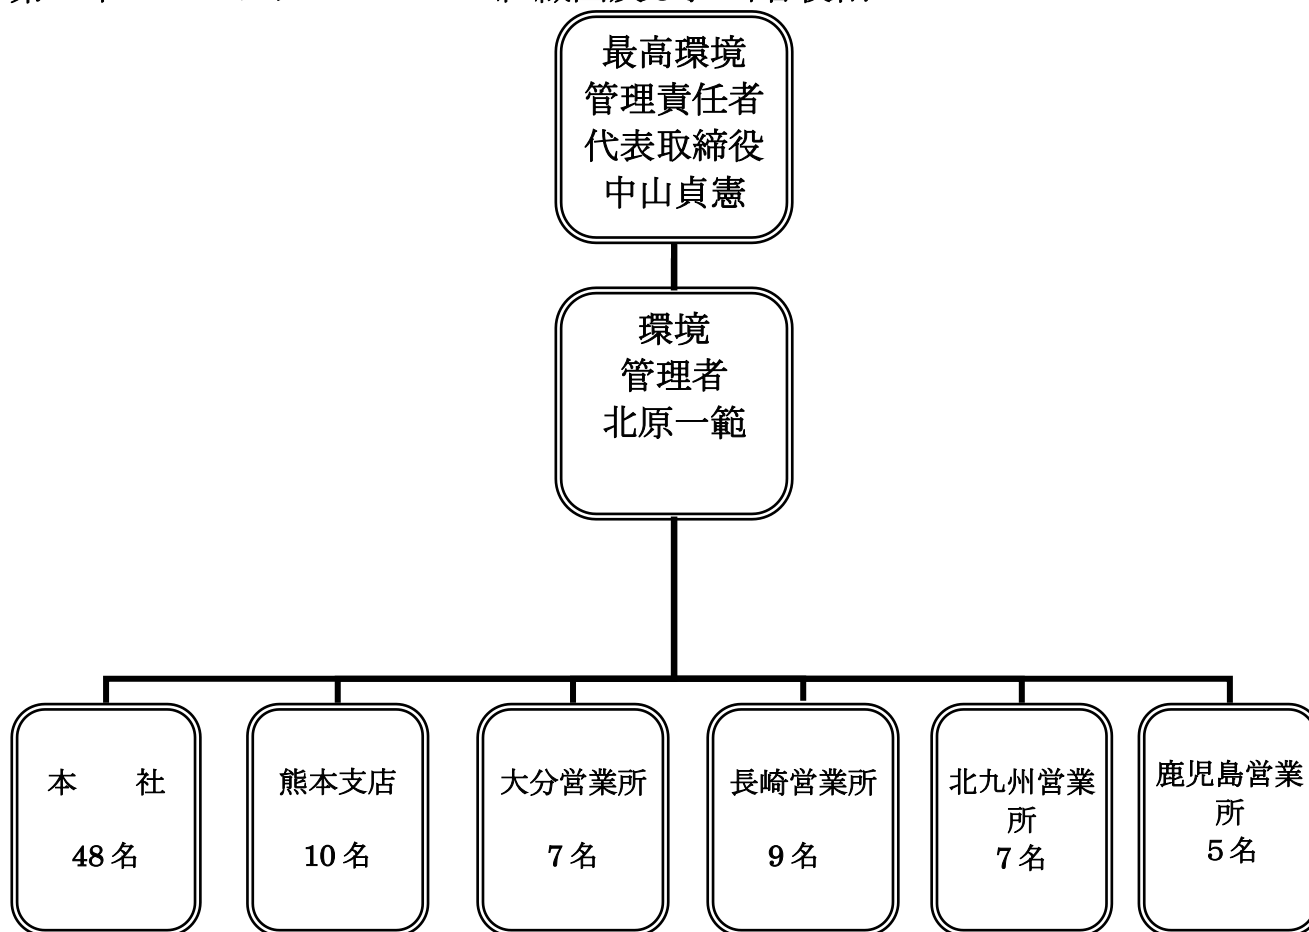 最高環境
管理責任者
代表取締役
中山貞憲
環境
管理者
北原一範
本　　社
48名
熊本支店
10名
大分営業所
7名
長崎営業所
9名
北九州営業
所
7名
鹿児島営業
所
5名